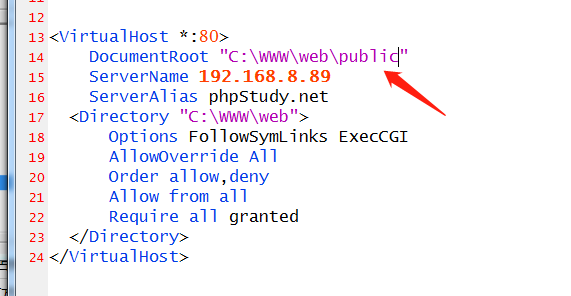 13 <VirtualHost *:80>
14 DocumentRoot "C:\WWW\web\public"
15 ServerName 192.168.8.89
16 ServerAlias phpStudy.net
17 <Directory "C:\WWW\web">
18 Options FollowSymLinks ExecCGI
19 AllowOverride All
20 Order allow,deny
21 Allow from all
22 Require all granted
23 </Directory>
24 </VirtualHost>